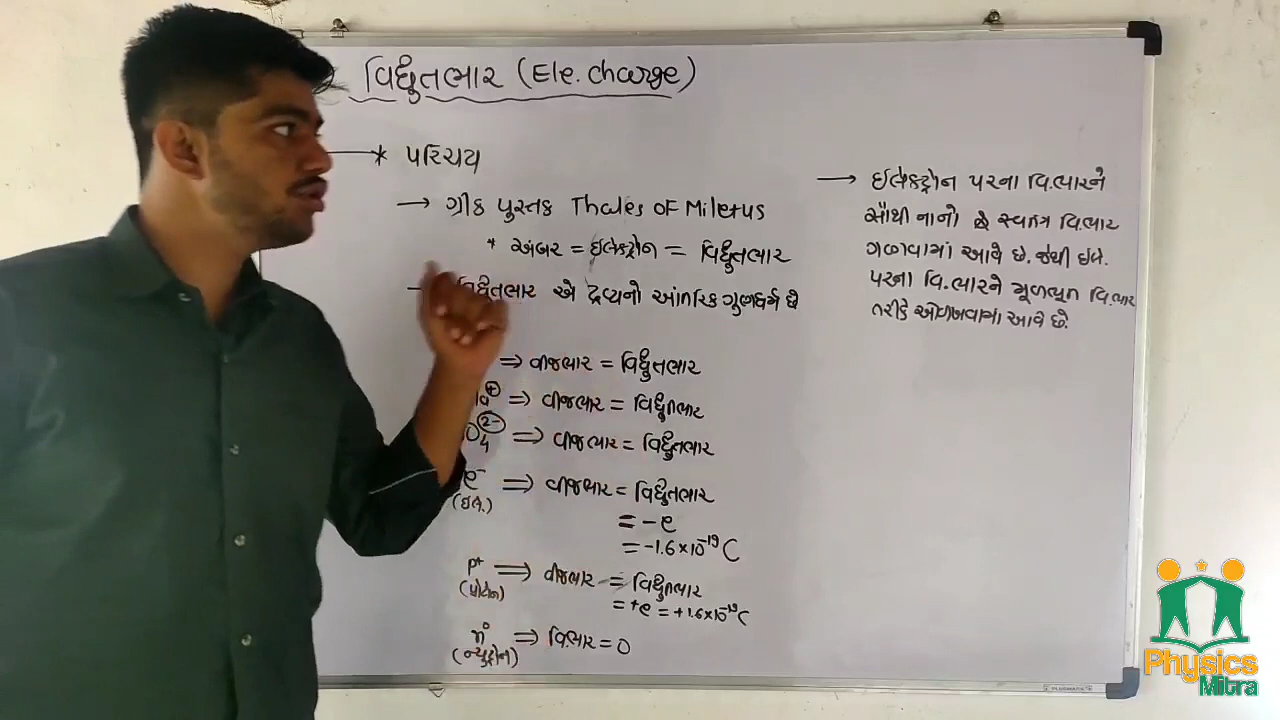 વિદ્યુતભાર (Ele. charge)
* પરિચય
→ ગ્રીક પુસ્તક Thales OF Miletus
* અંબર = ઇલેક્ટ્રોન = વિદ્યુતભાર
વિદ્યુતભાર એ દ્રવ્યનો આંતરિક ગુણધર્મ છે
⇒ વીજભાર = વિદ્યુતભાર
⇒ વીજભાર = વિદ્યુતભાર
O₄²⁻ ⇒ વીજભાર = વિદ્યુતભાર
e⁻ ⇒ વીજભાર = વિદ્યુતભાર
(ઇલે.)
= -e
= -1.6×10⁻¹⁹ C
P⁺ ⇒ વીજભાર = વિદ્યુતભાર
(પ્રોટોન)
= +e = +1.6×10⁻¹⁹ C
n⁰ ⇒ વિ.ભાર = 0
(ન્યુટ્રોન)
→ ઇલેક્ટ્રોન પરના વિ.ભારને
સૌથી નાનો સ્વતંત્ર વિ.ભાર
ગણવામાં આવે છે. જેથી ઇલે.
પરના વિ.ભારને મૂળભૂત વિ.ભાર
તરીકે ઓળખવામાં આવે છે.
Physics
Mitra